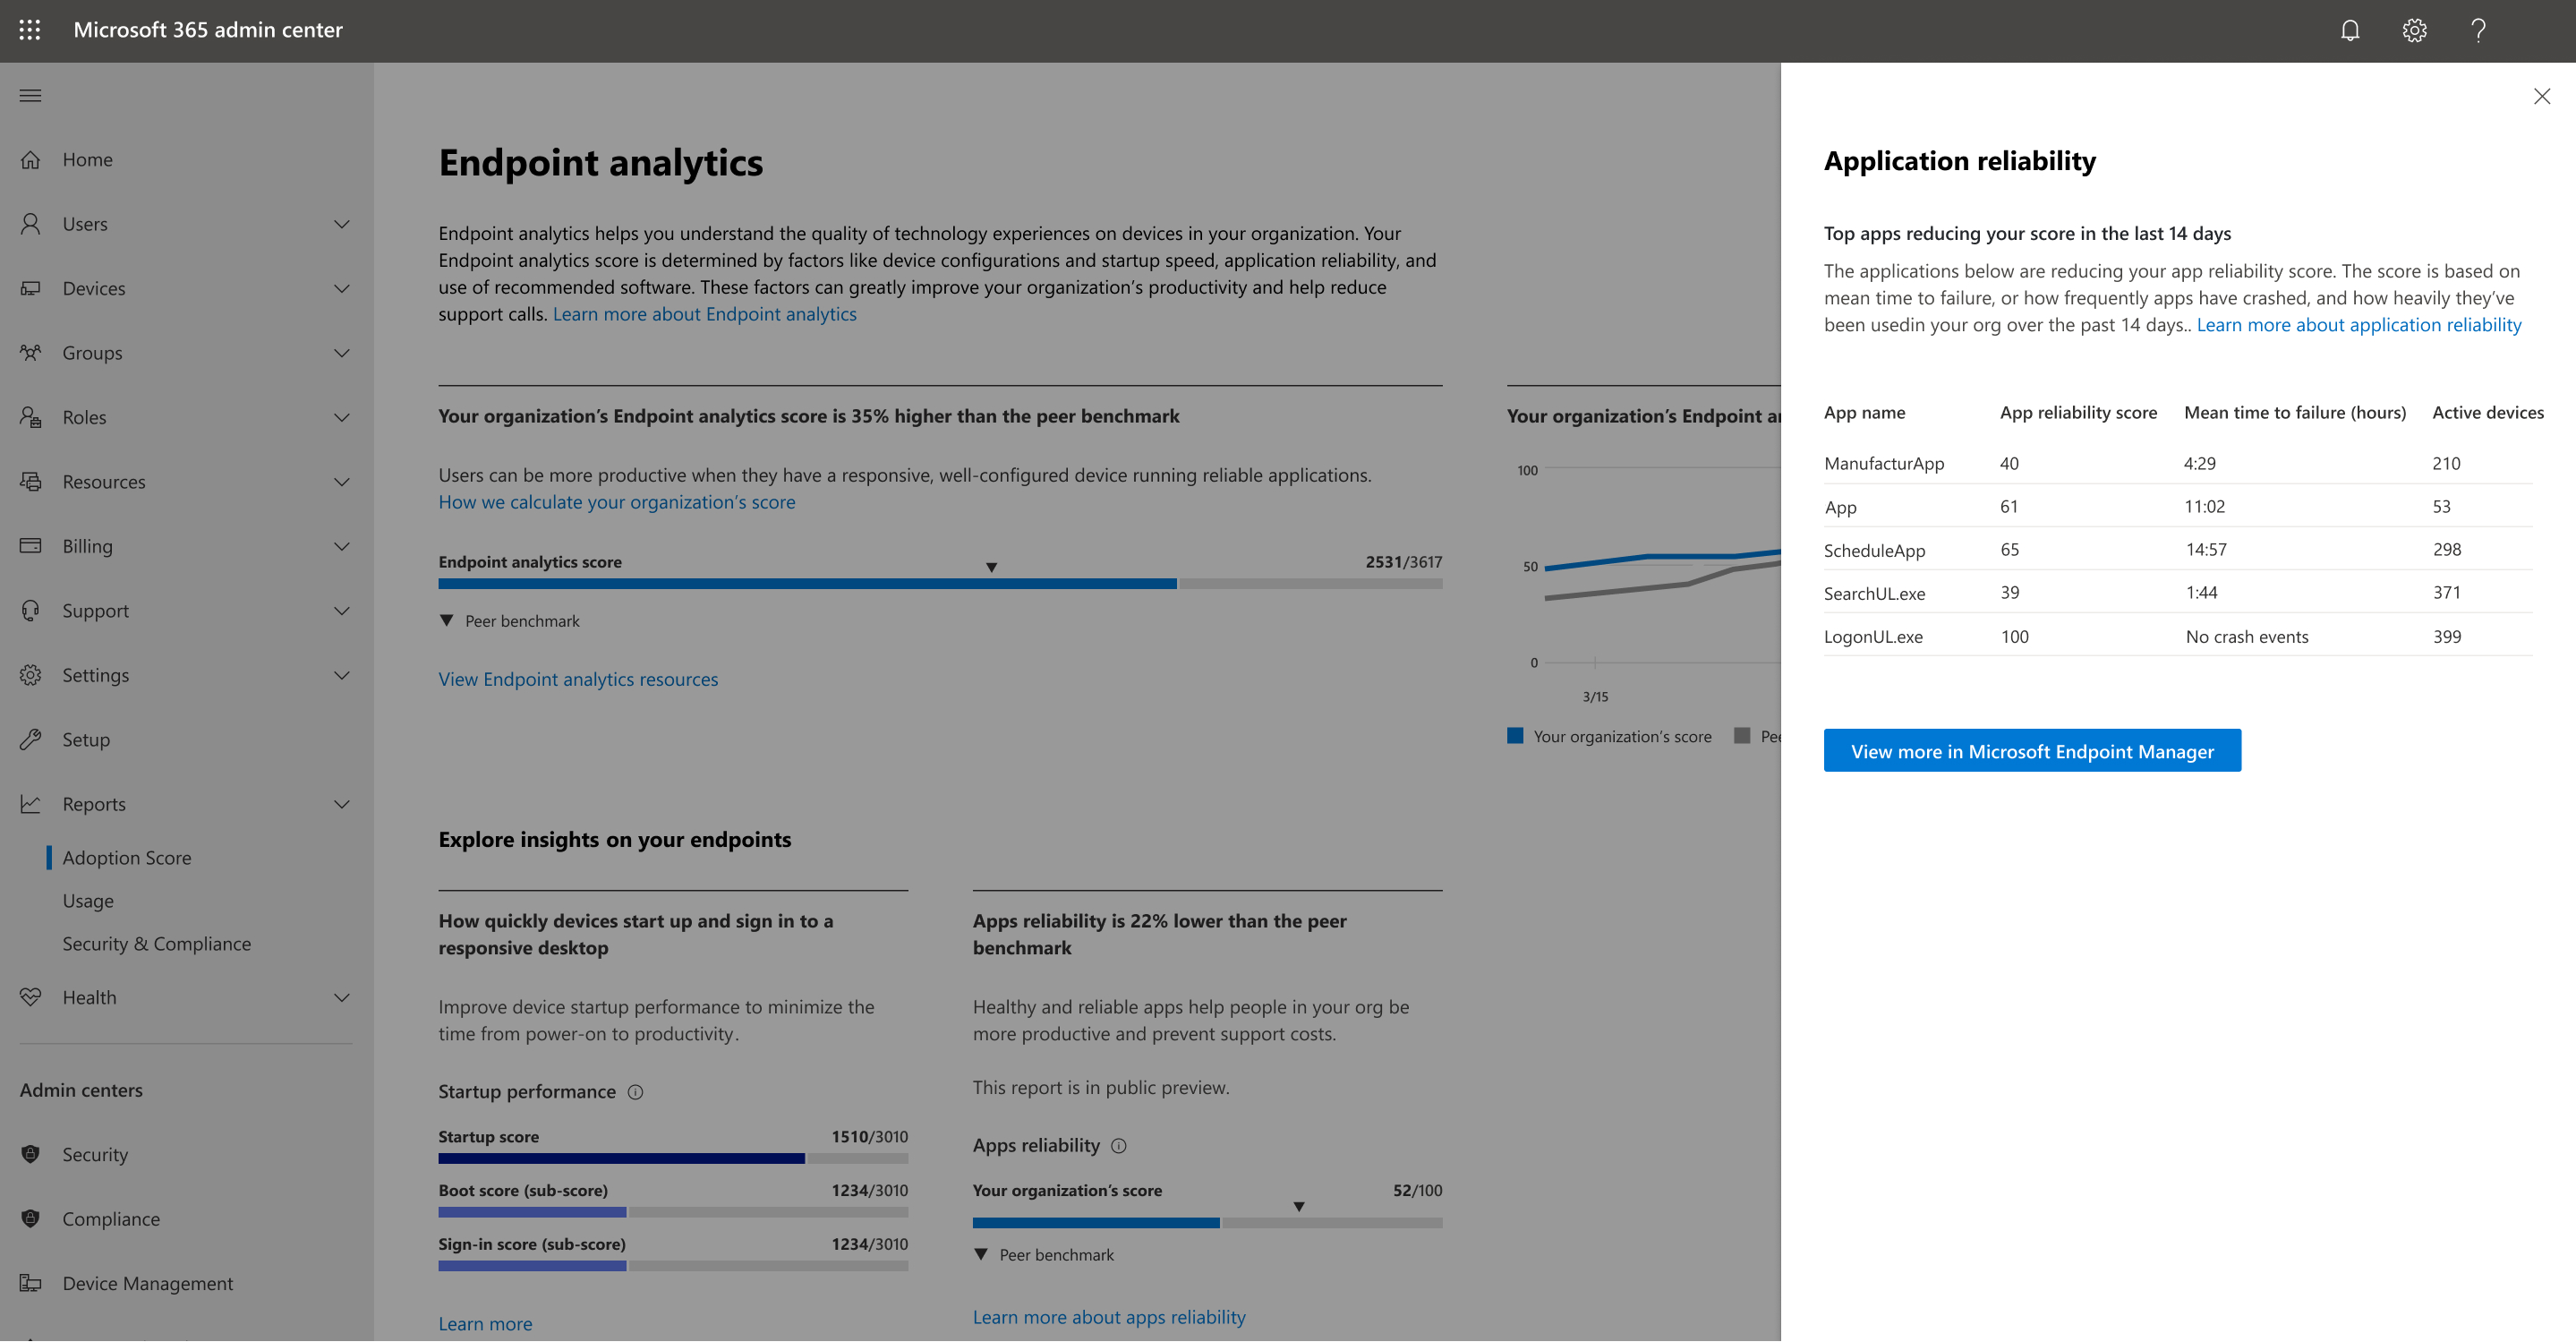 Microsoft 365 admin center
Home
Users
Devices
Groups
Roles
Resources
Billing
Support
Settings
Setup
Reports
Adoption Score
Usage
Security & Compliance
Health
Admin centers
Security
Compliance
Device Management
Endpoint analytics
Endpoint analytics helps you understand the quality of technology experiences on devices in your organization. Your
Endpoint analytics score is determined by factors like device configurations and startup speed, application reliability, and
use of recommended software. These factors can greatly improve your organization's productivity and help reduce
support calls. Learn more about Endpoint analytics
Your organization's Endpoint analytics score is 35% higher than the peer benchmark
Users can be more productive when they have a responsive, well-configured device running reliable applications.
How we calculate your organization's score
Endpoint analytics score 2531/3617
Peer benchmark
View Endpoint analytics resources
Your organization's Endpoint
100
50
0
3/15
Your organization's score
Explore insights on your endpoints
How quickly devices start up and sign in to a
responsive desktop
Improve device startup performance to minimize the
time from power-on to productivity.
Startup performance
Startup score 1510/3010
Boot score (sub-score) 1234/3010
Sign-in score (sub-score) 1234/3010
Learn more
Apps reliability is 22% lower than the peer
benchmark
Healthy and reliable apps help people in your org be
more productive and prevent support costs.
This report is in public preview.
Apps reliability
Your organization's score 52/100
Peer benchmark
Learn more about apps reliability
Application reliability
Top apps reducing your score in the last 14 days
The applications below are reducing your app reliability score. The score is based on
mean time to failure, or how frequently apps have crashed, and how heavily they've
been usedin your org over the past 14 days.. Learn more about application reliability
App name App reliability score Mean time to failure (hours) Active devices
ManufacturApp 40 4:29 210
App 61 11:02 53
ScheduleApp 65 14:57 298
SearchUL.exe 39 1:44 371
LogonUL.exe 100 No crash events 399
View more in Microsoft Endpoint Manager